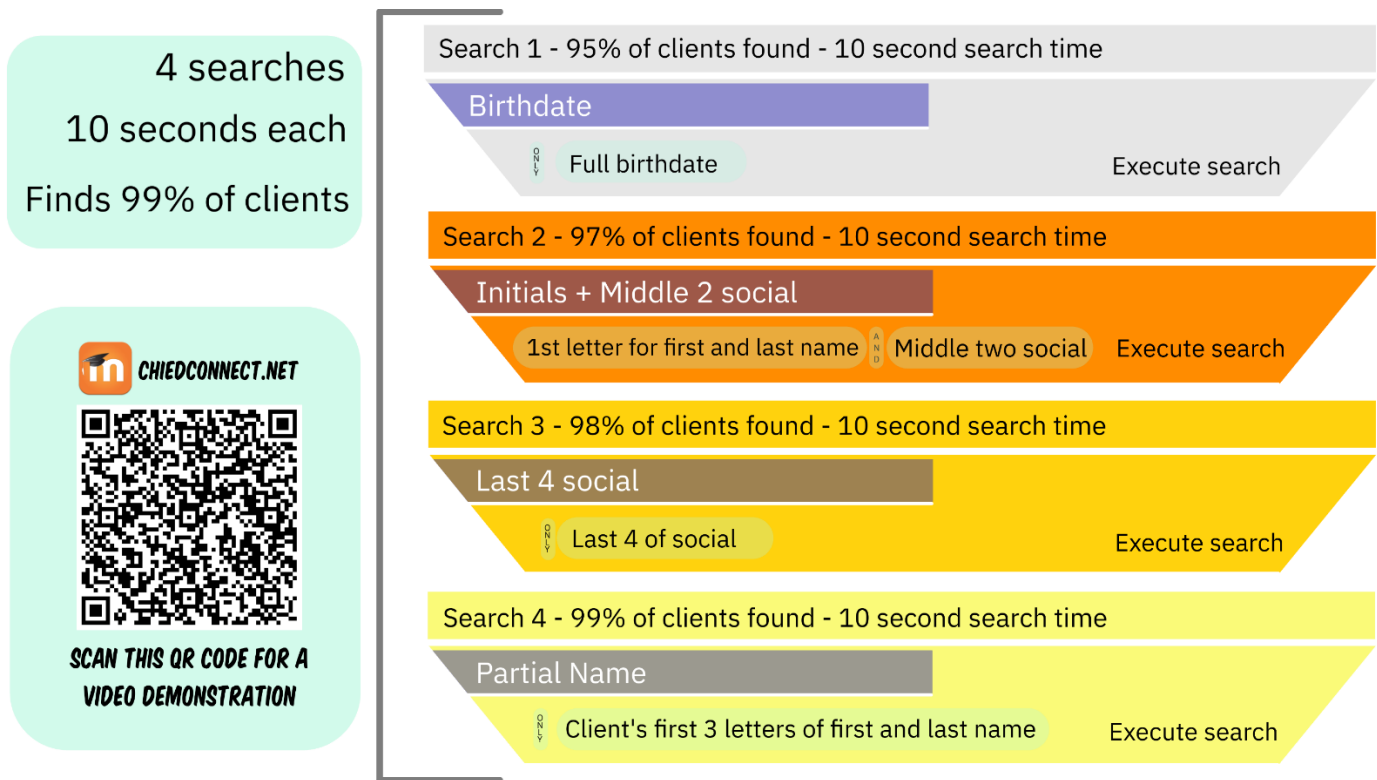 4 searches
10 seconds each
Finds 99% of clients
m
CHIEDCONNECT.NET
SCAN THIS QR CODE FOR A
VIDEO DEMONSTRATION
Search 1 - 95% of clients found - 10 second search time
Birthdate
ONLY Full birthdate Execute search
Search 2 - 97% of clients found - 10 second search time
Initials + Middle 2 social
1st letter for first and last name AND Middle two social Execute search
Search 3 - 98% of clients found - 10 second search time
Last 4 social
ONLY Last 4 of social Execute search
Search 4 - 99% of clients found - 10 second search time
Partial Name
ONLY Client's first 3 letters of first and last name Execute search